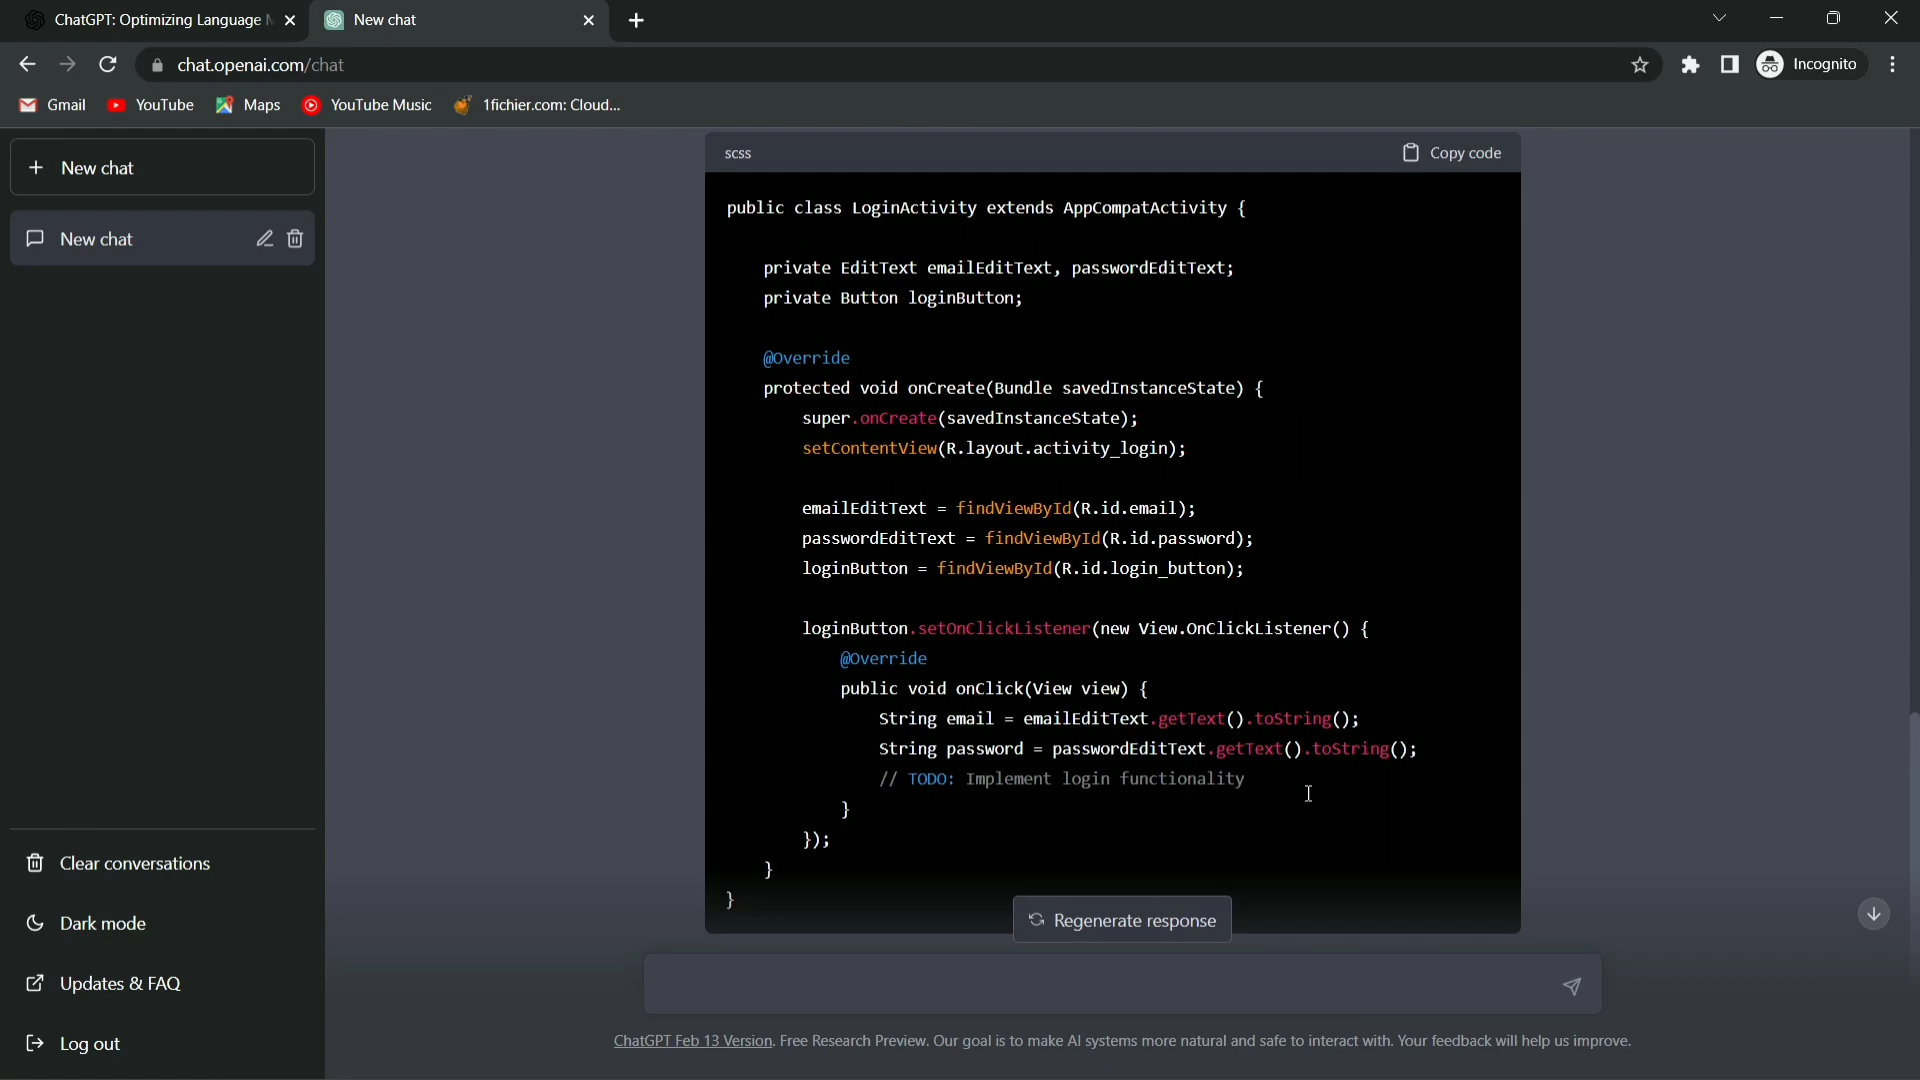 ChatGPT: Optimizing Language
New chat
chat.openai.com/chat
Incognito
Gmail
YouTube
Maps
YouTube Music
1fichier.com: Cloud...
New chat
New chat
Clear conversations
Dark mode
Updates & FAQ
Log out
scss
Copy code
public class LoginActivity extends AppCompatActivity {
private EditText emailEditText, passwordEditText;
private Button loginButton;
@Override
protected void onCreate(Bundle savedInstanceState) {
super.onCreate(savedInstanceState);
setContentView(R.layout.activity_login);
emailEditText = findViewById(R.id.email);
passwordEditText = findViewById(R.id.password);
loginButton = findViewById(R.id.login_button);
loginButton.setOnClickListener(new View.OnClickListener() {
@Override
public void onClick(View view) {
String email = emailEditText.getText().toString();
String password = passwordEditText.getText().toString();
// TODO: Implement login functionality
}
});
}
}
Regenerate response
ChatGPT Feb 13 Version. Free Research Preview. Our goal is to make AI systems more natural and safe to interact with. Your feedback will help us improve.